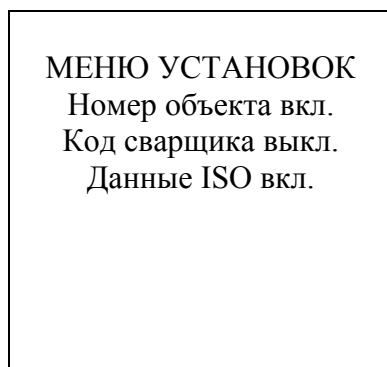 МЕНЮ УСТАНОВОК
Номер объекта вкл.
Код сварщика выкл.
Данные ISO вкл.